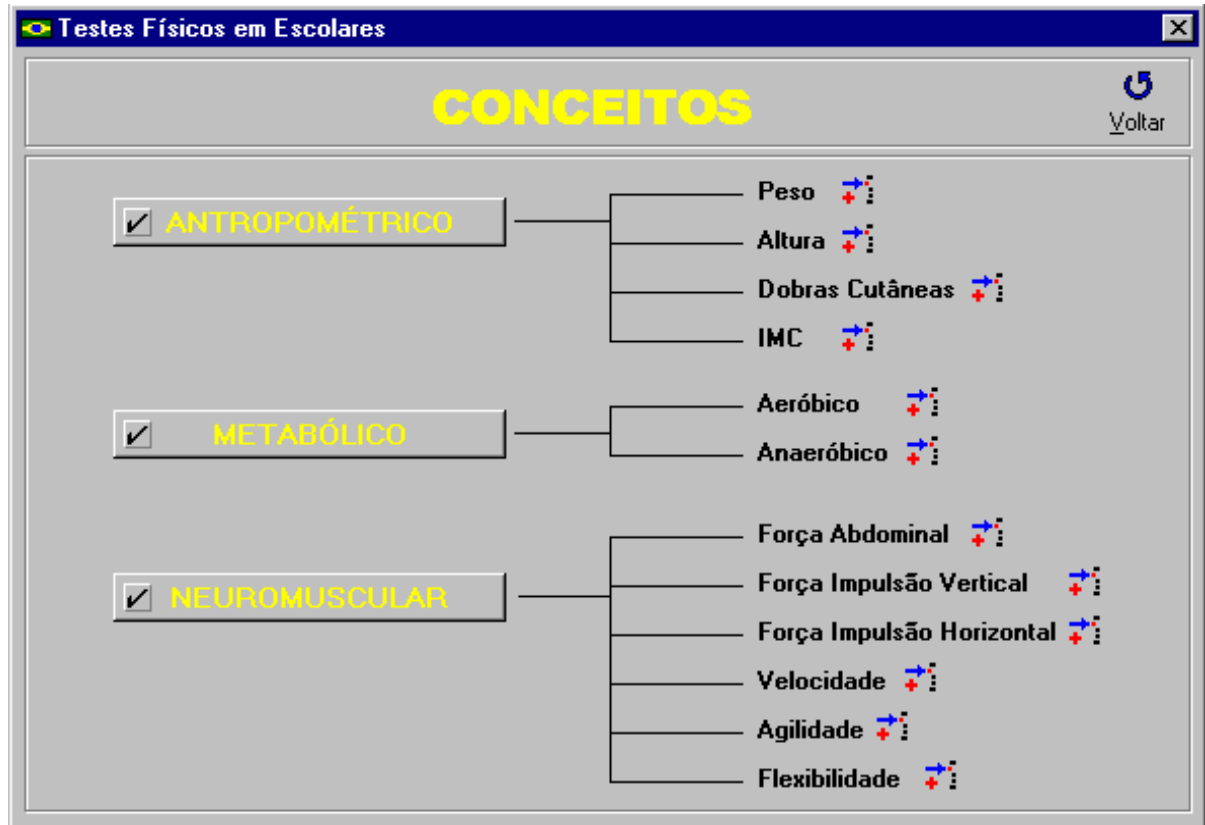 Testes Físicos em Escolares
CONCEITOS
Voltar
ANTROPOMÉTRICO
Peso
Altura
Dobras Cutâneas
IMC
METABÓLICO
Aeróbico
Anaeróbico
NEUROMUSCULAR
Força Abdominal
Força Impulsão Vertical
Força Impulsão Horizontal
Velocidade
Agilidade
Flexibilidade